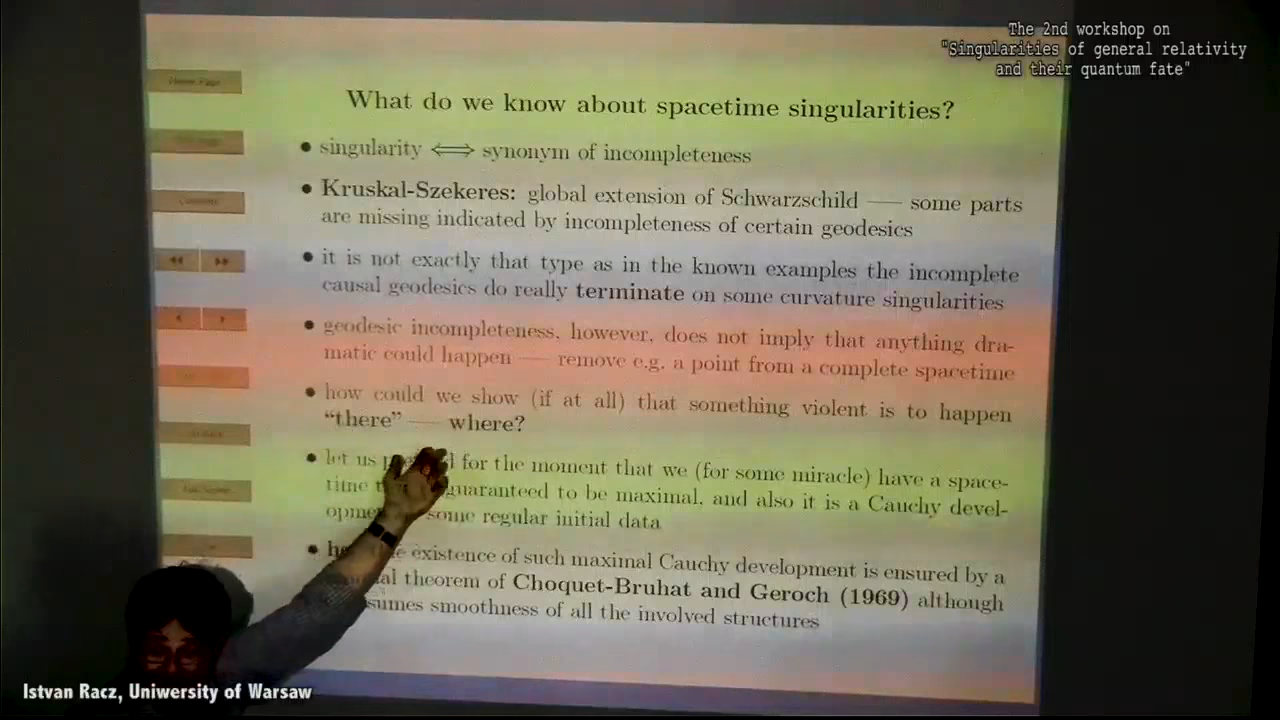 The 2nd workshop on
"Singularities of general relativity
and their quantum fate"
Home Page
What do we know about spacetime singularities?
• singularity ⟺ synonym of incompleteness
• Kruskal-Szekeres: global extension of Schwarzschild — some parts
are missing indicated by incompleteness of certain geodesics
• it is not exactly that type as in the known examples the incomplete
causal geodesics do really terminate on some curvature singularities
• geodesic incompleteness, however, does not imply that anything dra-
matic could happen — remove e.g. a point from a complete spacetime
• how could we show (if at all) that something violent is to happen
“there” — where?
• let us for the moment that we (for some miracle) have a space-
time guaranteed to be maximal, and also it is a Cauchy devel-
some regular initial data
• existence of such maximal Cauchy development is ensured by a
theorem of Choquet-Bruhat and Geroch (1969) although
smoothness of all the involved structures
Istvan Racz, Uniwersity of Warsaw